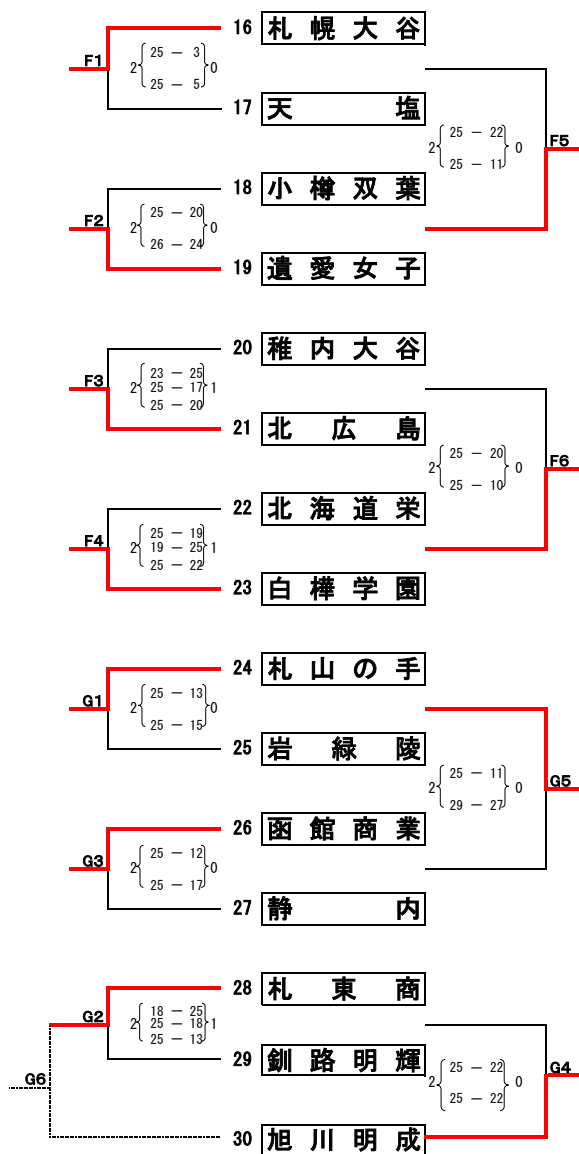 16 札幌大谷
F1
2 25 － 3 0
25 － 5
17 天塩
2 25 － 22 0
25 － 11
F5
18 小樽双葉
F2
2 25 － 20 0
26 － 24
19 遺愛女子
20 稚内大谷
F3
23 － 25
2 25 － 17 1
25 － 20
21 北広島
2 25 － 20 0
25 － 10
F6
22 北海道栄
F4
25 － 19
2 19 － 25 1
25 － 22
23 白樺学園
24 札山の手
G1
2 25 － 13 0
25 － 15
25 岩緑陵
2 25 － 11 0
29 － 27
G5
26 函館商業
G3
2 25 － 12 0
25 － 17
27 静内
28 札東商
G2
18 － 25
2 25 － 18 1
25 － 13
29 釧路明輝
G6
2 25 － 22 0
25 － 22
G4
30 旭川明成